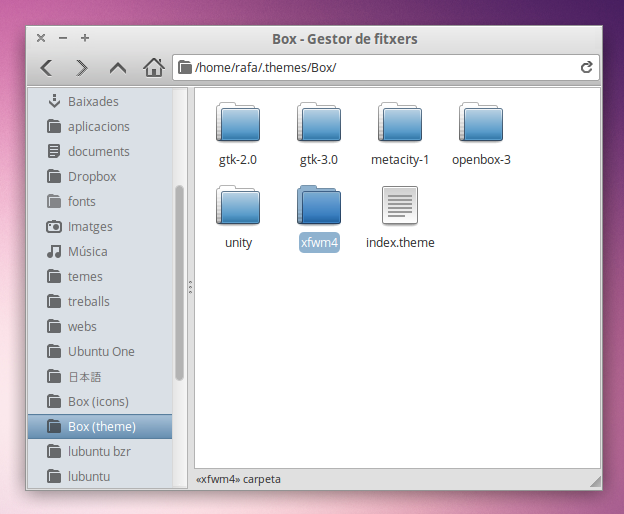 Box - Gestor de fitxers
/home/rafa/.themes/Box/
Baixades
aplicacions
documents
Dropbox
fonts
Imatges
Música
temes
treballs
webs
Ubuntu One
日本語
Box (icons)
Box (theme)
lubuntu bzr
lubuntu
gtk-2.0
gtk-3.0
metacity-1
openbox-3
unity
xfwm4
index.theme
«xfwm4» carpeta